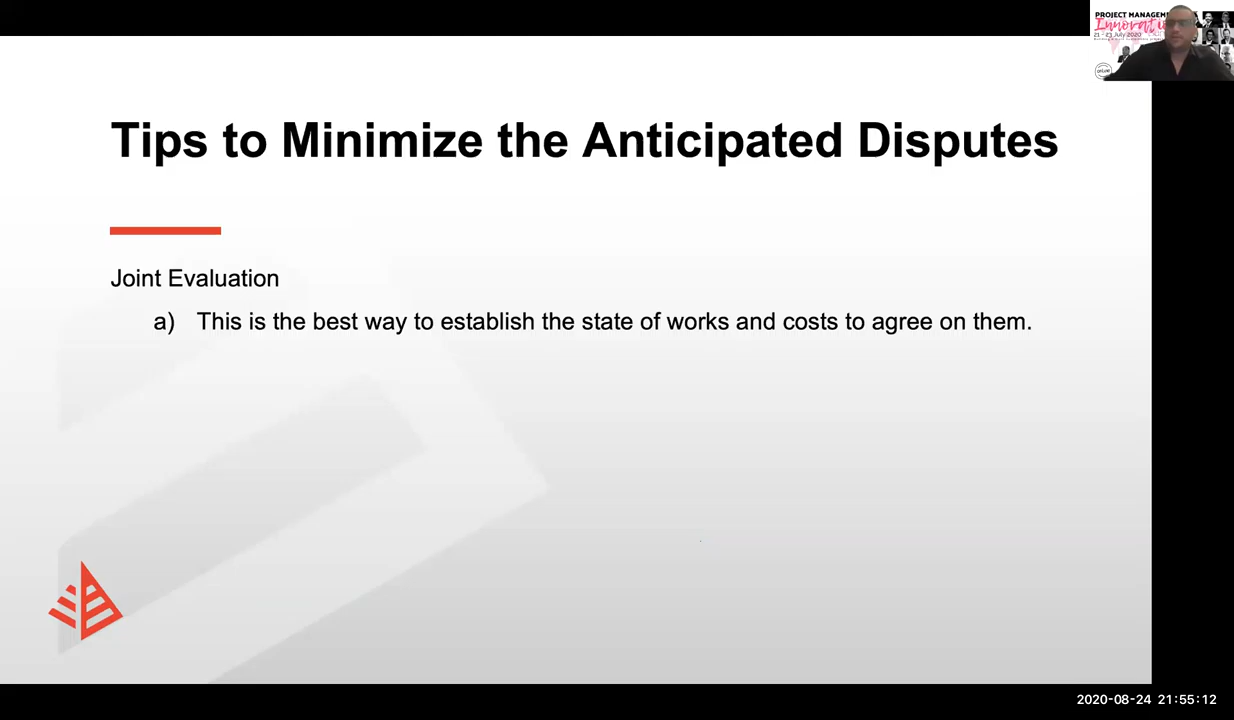 PROJECT MANAGEM
21 - 23 July 2020
Tips to Minimize the Anticipated Disputes
Joint Evaluation
a) This is the best way to establish the state of works and costs to agree on them.
2020-08-24 21:55:12